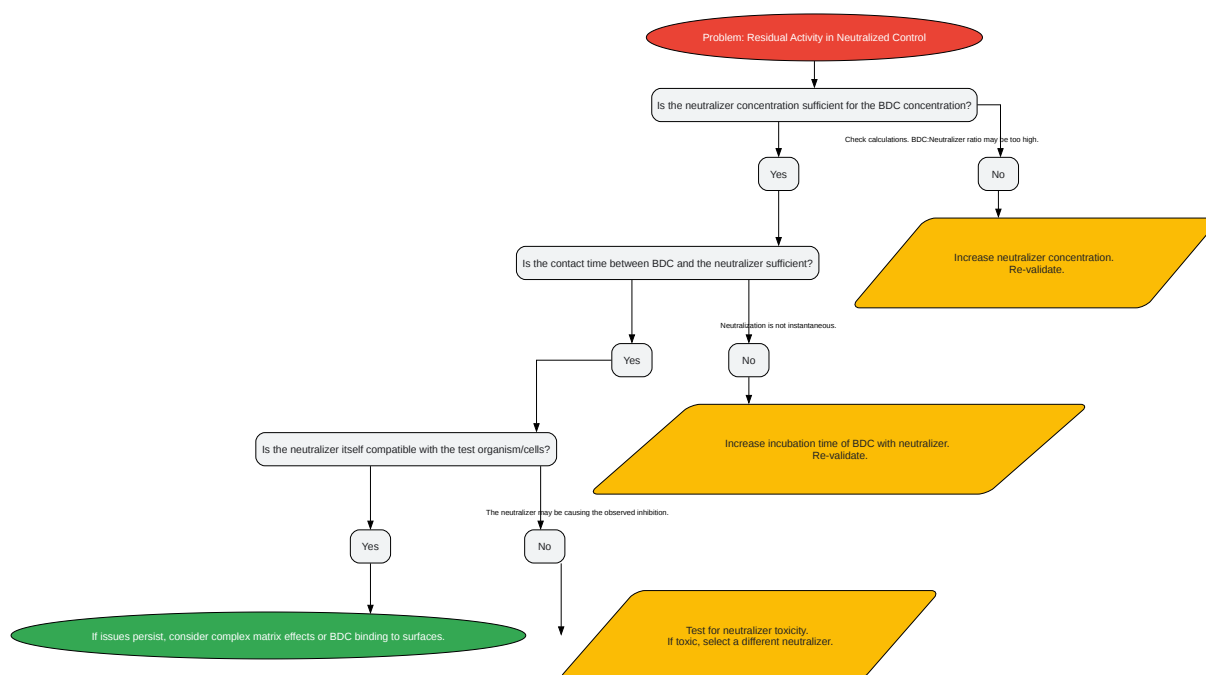 Problem: Residual Activity in Neutralized Control
Is the neutralizer concentration sufficient for the BDC concentration?
Check calculations. BDC:Neutralizer ratio may be too high.
Yes
No
Increase neutralizer concentration.
Re-validate.
Is the contact time between BDC and the neutralizer sufficient?
Neutralization is not instantaneous.
Yes
No
Increase incubation time of BDC with neutralizer.
Re-validate.
Is the neutralizer itself compatible with the test organism/cells?
The neutralizer may be causing the observed inhibition.
Yes
No
If issues persist, consider complex matrix effects or BDC binding to surfaces.
Test for neutralizer toxicity.
If toxic, select a different neutralizer.